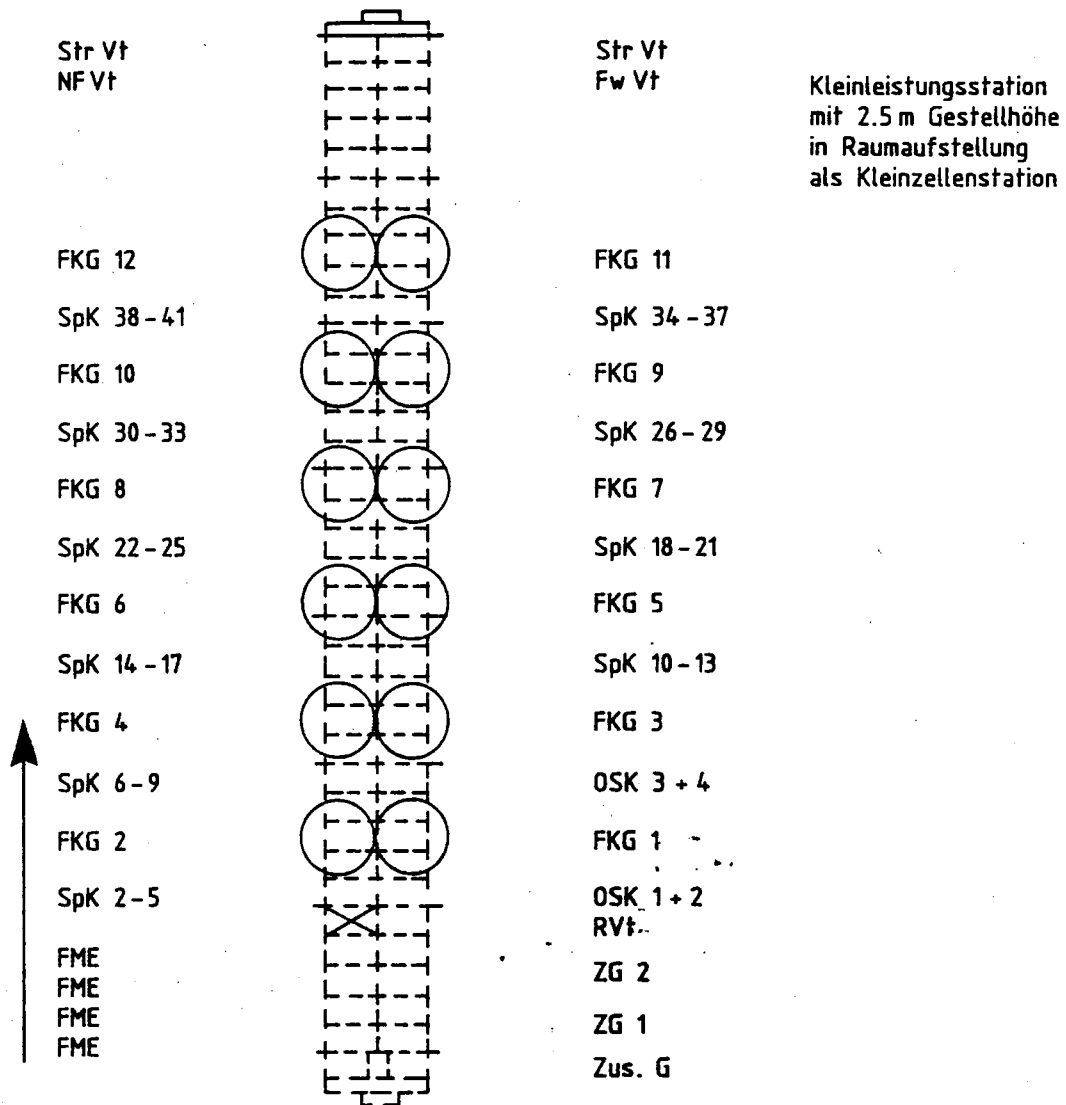 Str Vt
NF Vt
FKG 12
SpK 38-41
FKG 10
SpK 30-33
FKG 8
SpK 22-25
FKG 6
SpK 14-17
FKG 4
SpK 6-9
FKG 2
SpK 2-5
FME
FME
FME
FME
Str Vt
Fw Vt
FKG 11
SpK 34-37
FKG 9
SpK 26-29
FKG 7
SpK 18-21
FKG 5
SpK 10-13
FKG 3
OSK 3 + 4
FKG 1
OSK 1 + 2
RVt
ZG 2
ZG 1
Zus. G
Kleinleistungsstation
mit 2.5 m Gestellhöhe
in Raumaufstellung
als Kleinzellenstation